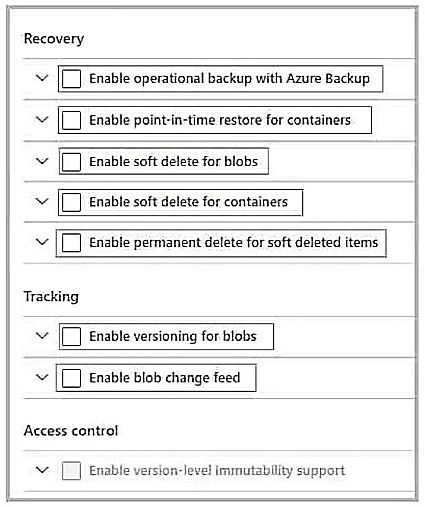 Recovery
Enable operational backup with Azure Backup
Enable point-in-time restore for containers
Enable soft delete for blobs
Enable soft delete for containers
Enable permanent delete for soft deleted items
Tracking
Enable versioning for blobs
Enable blob change feed
Access control
Enable version-level immutability support